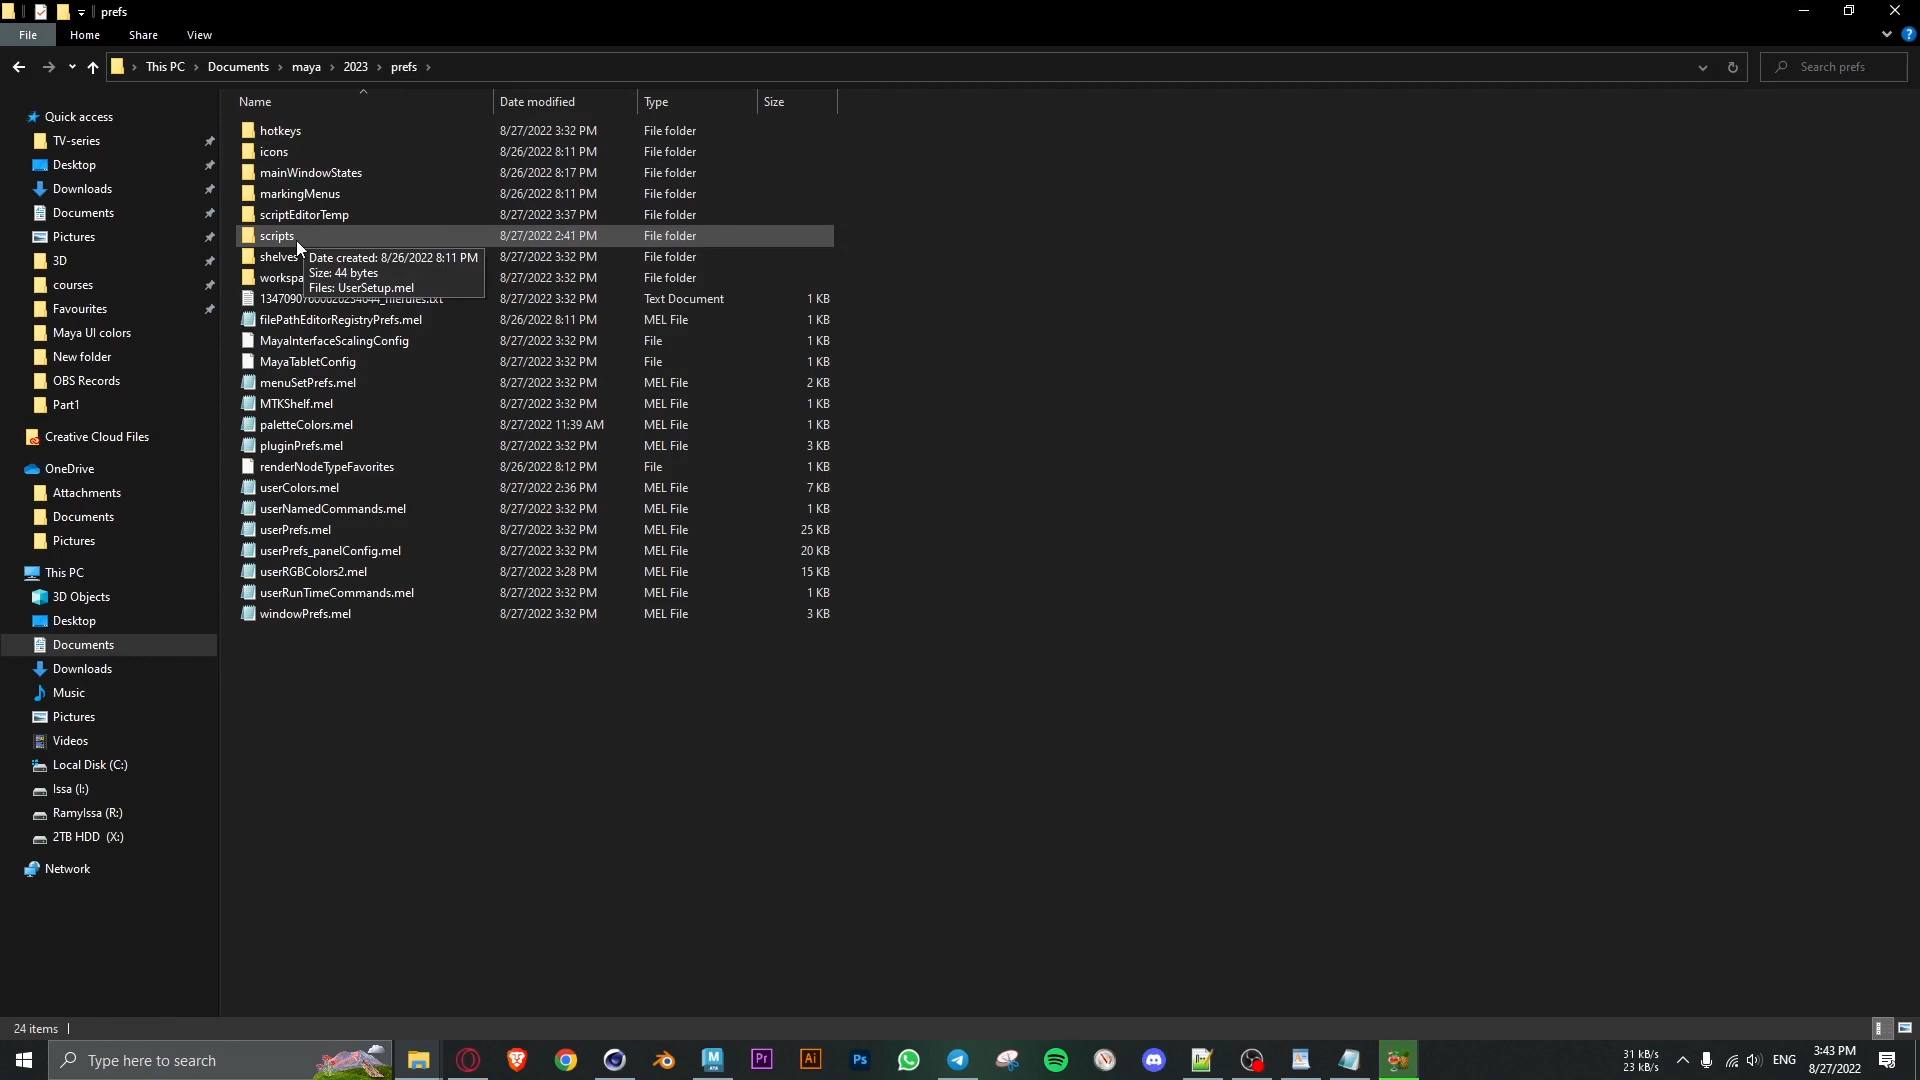 prefs
File Home Share View
This PC > Documents > maya > 2023 > prefs >
Search prefs
Name Date modified Type Size
Quick access
TV-series
Desktop
Downloads
Documents
Pictures
3D
courses
Favourites
Maya UI colors
New folder
OBS Records
Part1
Creative Cloud Files
OneDrive
Attachments
Documents
Pictures
This PC
3D Objects
Desktop
Documents
Downloads
Music
Pictures
Videos
Local Disk (C:)
Issa (I:)
RamyIssa (R:)
2TB HDD (X:)
Network
hotkeys 8/27/2022 3:32 PM File folder
icons 8/26/2022 8:11 PM File folder
mainWindowStates 8/26/2022 8:17 PM File folder
markingMenus 8/26/2022 8:11 PM File folder
scriptEditorTemp 8/27/2022 3:37 PM File folder
scripts 8/27/2022 2:41 PM File folder
shelves 8/27/2022 3:32 PM File folder
workspa 8/27/2022 3:32 PM File folder
8/27/2022 3:32 PM Text Document 1 KB
Date created: 8/26/2022 8:11 PM
Size: 44 bytes
Files: UserSetup.mel
filePathEditorRegistryPrefs.mel 8/26/2022 8:11 PM MEL File 1 KB
MayaInterfaceScalingConfig 8/27/2022 3:32 PM File 1 KB
MayaTabletConfig 8/27/2022 3:32 PM File 1 KB
menuSetPrefs.mel 8/27/2022 3:32 PM MEL File 2 KB
MTKShelf.mel 8/27/2022 3:32 PM MEL File 1 KB
paletteColors.mel 8/27/2022 11:39 AM MEL File 1 KB
pluginPrefs.mel 8/27/2022 3:32 PM MEL File 3 KB
renderNodeTypeFavorites 8/26/2022 8:12 PM File 1 KB
userColors.mel 8/27/2022 2:36 PM MEL File 7 KB
userNamedCommands.mel 8/27/2022 3:32 PM MEL File 1 KB
userPrefs.mel 8/27/2022 3:32 PM MEL File 25 KB
userPrefs_panelConfig.mel 8/27/2022 3:32 PM MEL File 20 KB
userRGBColors2.mel 8/27/2022 3:28 PM MEL File 15 KB
userRunTimeCommands.mel 8/27/2022 3:32 PM MEL File 1 KB
windowPrefs.mel 8/27/2022 3:32 PM MEL File 3 KB
24 items
Type here to search
M
Pr
Ai
Ps
31 kB/s
23 kB/s
ENG
3:43 PM
8/27/2022